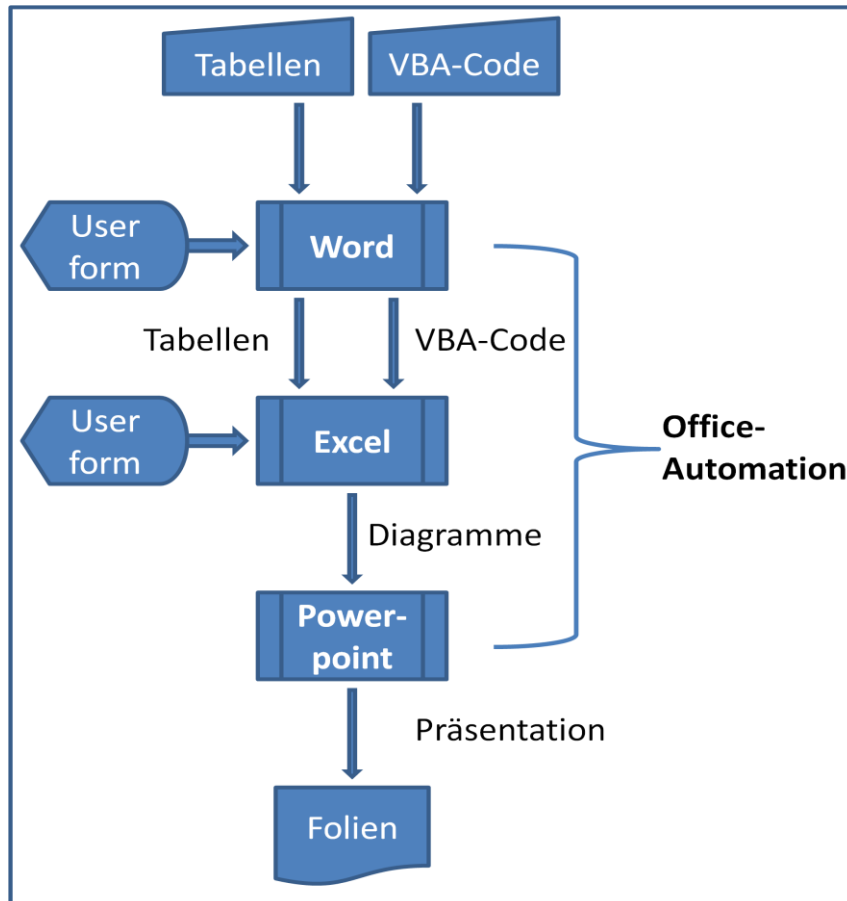 Tabellen
VBA-Code
User
form
Word
Tabellen
VBA-Code
User
form
Excel
Office-
Automation
Diagramme
Power-
point
Präsentation
Folien